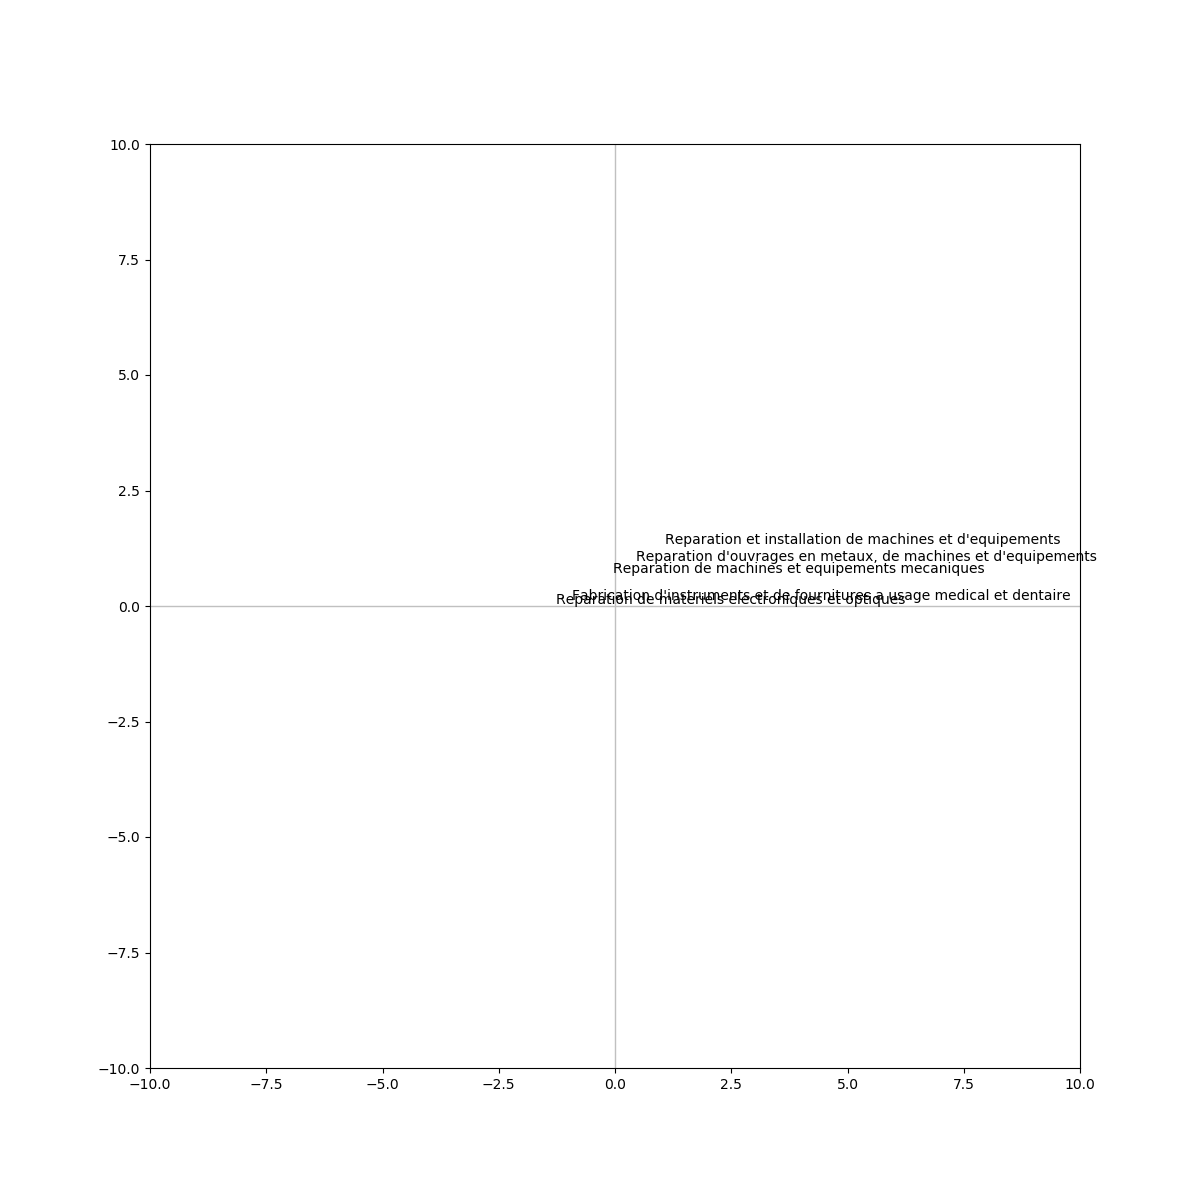 10.0
7.5
5.0
2.5
Reparation et installation de machines et d'equipements
Reparation d'ouvrages en metaux, de machines et d'equipements
Reparation de machines et equipements mecaniques
Fabrication d'instruments et de fournitures a usage medical et dentaire
Reparation de materiels electroniques et optiques
0.0
−2.5
−5.0
−7.5
−10.0
−10.0 −7.5 −5.0 −2.5 0.0 2.5 5.0 7.5 10.0